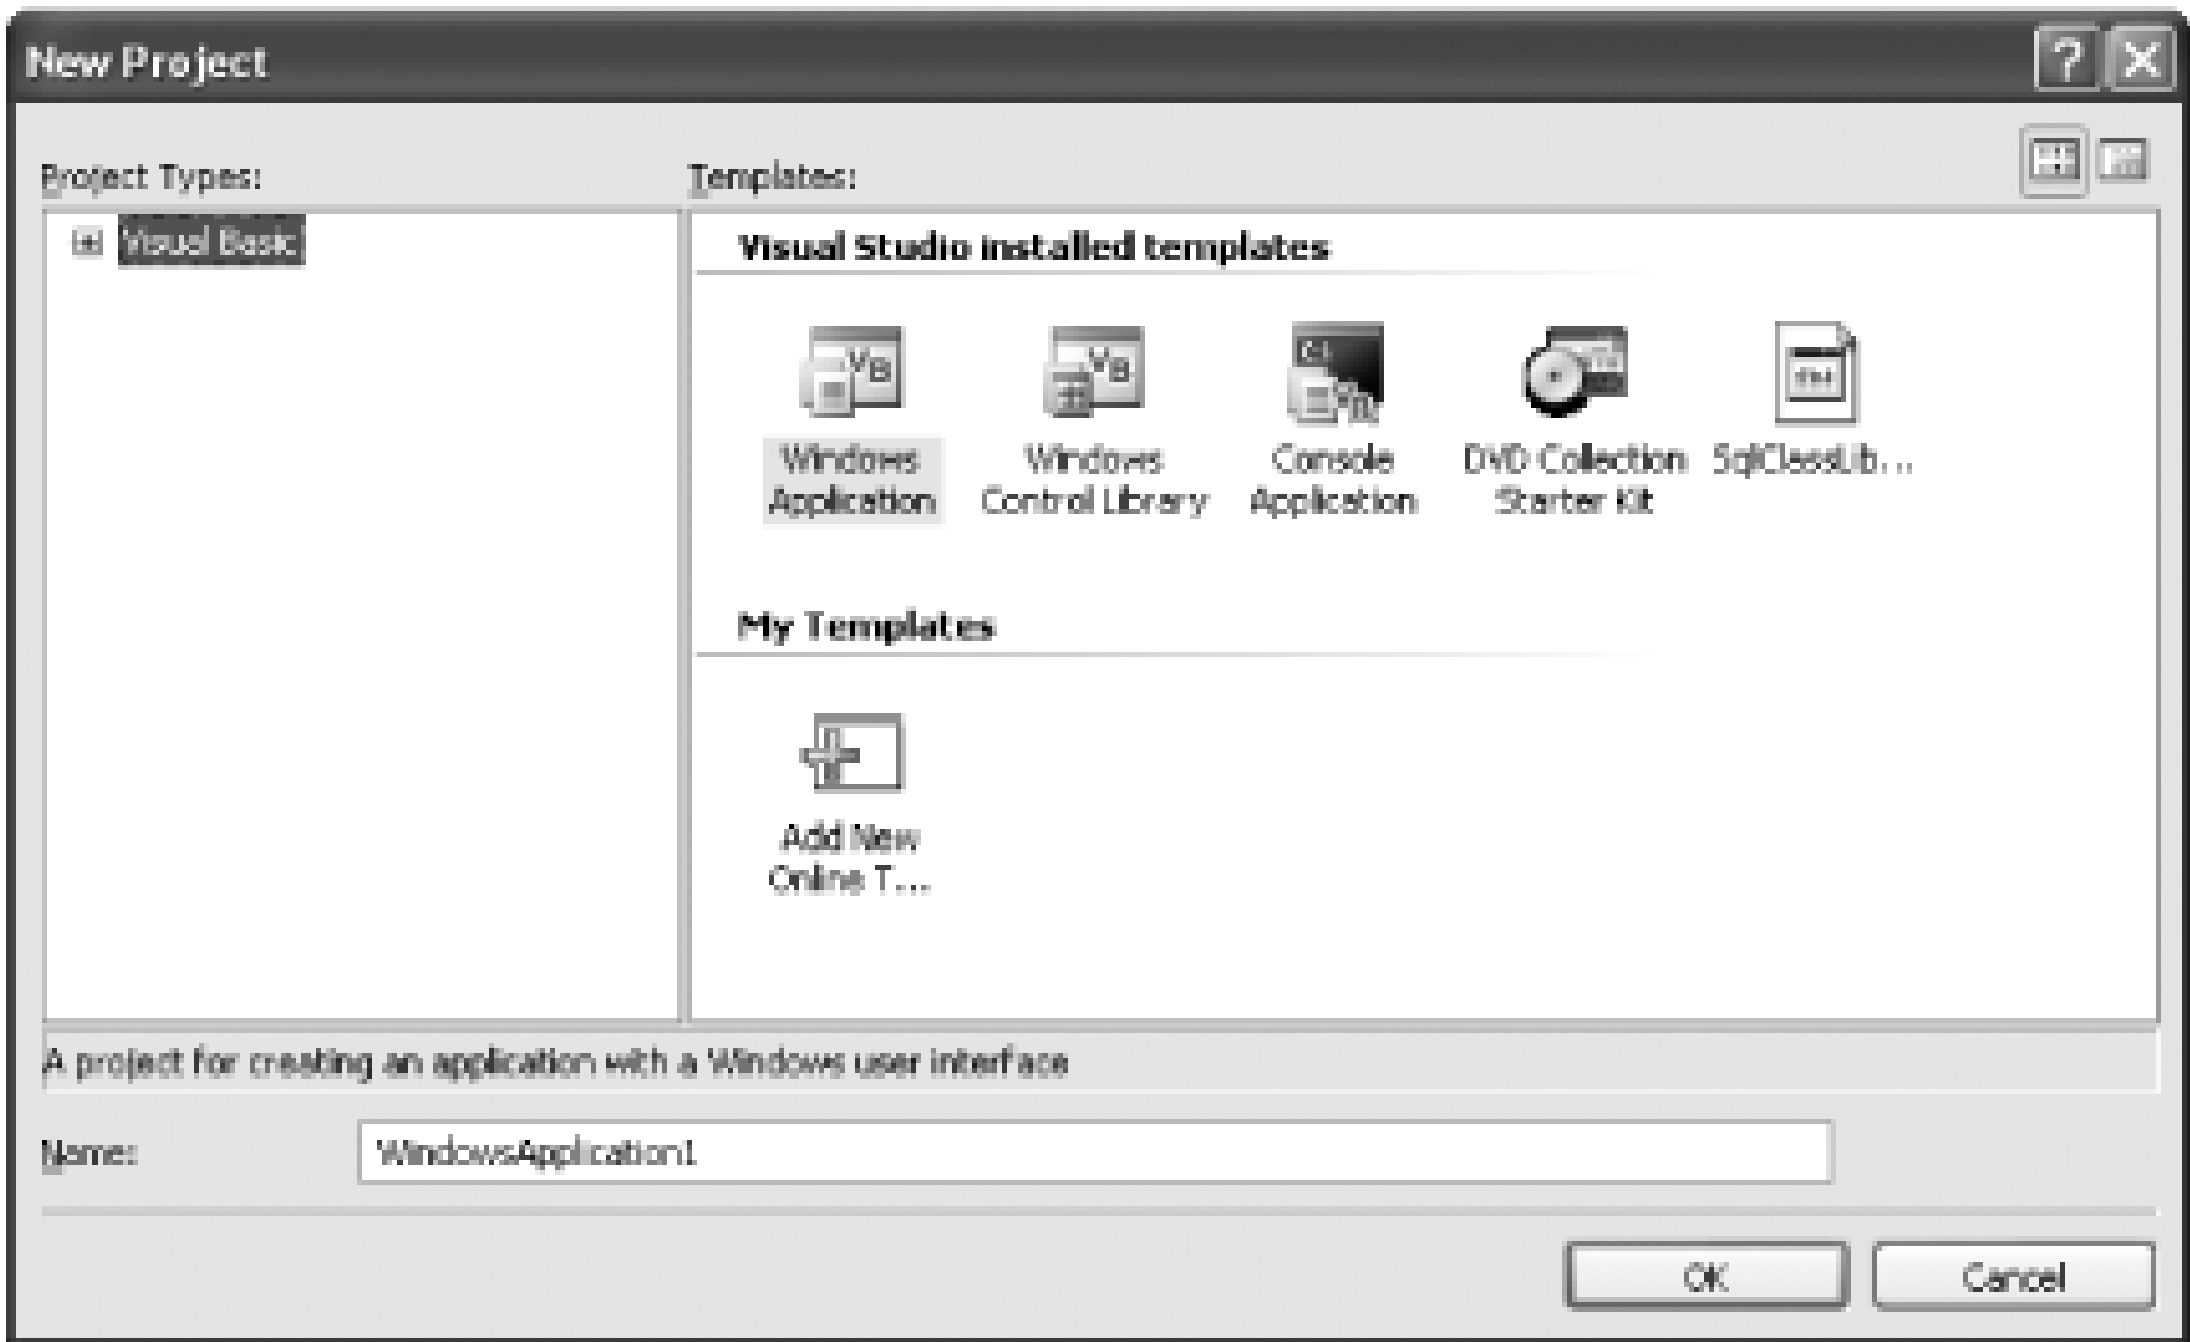 New Project
Project Types:
Templates:
Visual Basic
Visual Studio installed templates
VB
VB
Windows
Application
Windows
Control Library
Console
Application
DVD Collection
Starter Kit
SqlClassLib...
My Templates
Add New
Online T...
A project for creating an application with a Windows user interface
Name:
WindowsApplication1
OK
Cancel